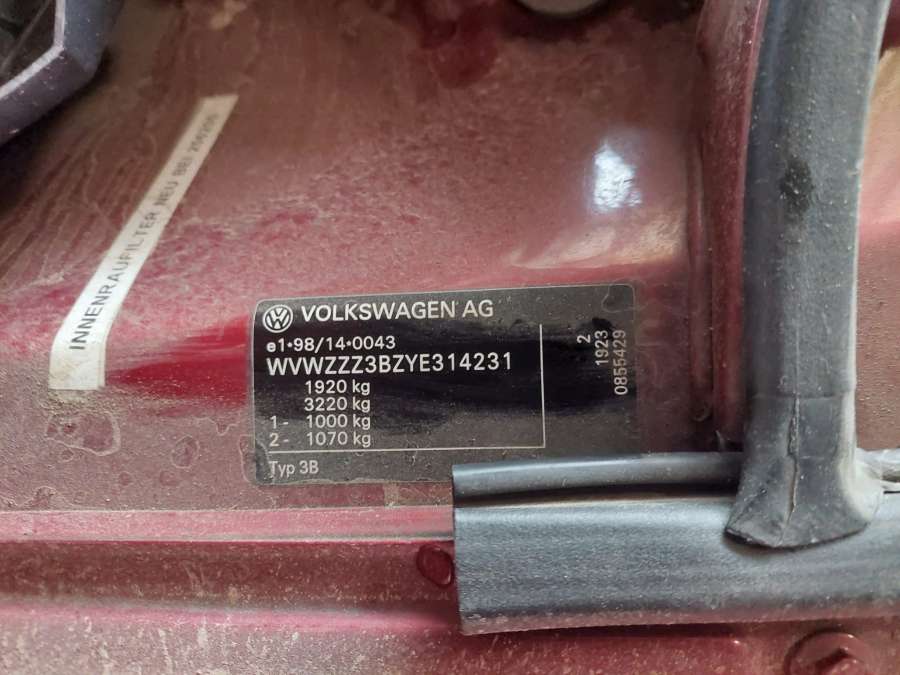 INNENRAUFILTER NEU BEI
VOLKSWAGEN AG
e1*98/14*0043
WVWZZZ3BZYE314231
1920 kg
3220 kg
1 - 1000 kg
2 - 1070 kg
Typ 3B
2
1923
0855429